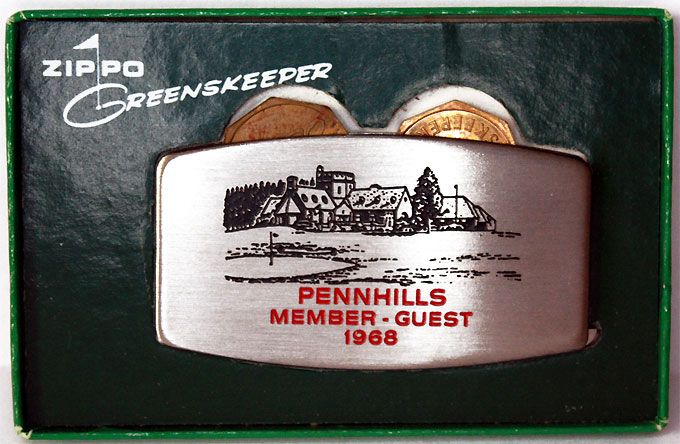 ZIPPO
GREENSKEEPER
PENNHILLS
MEMBER - GUEST
1968